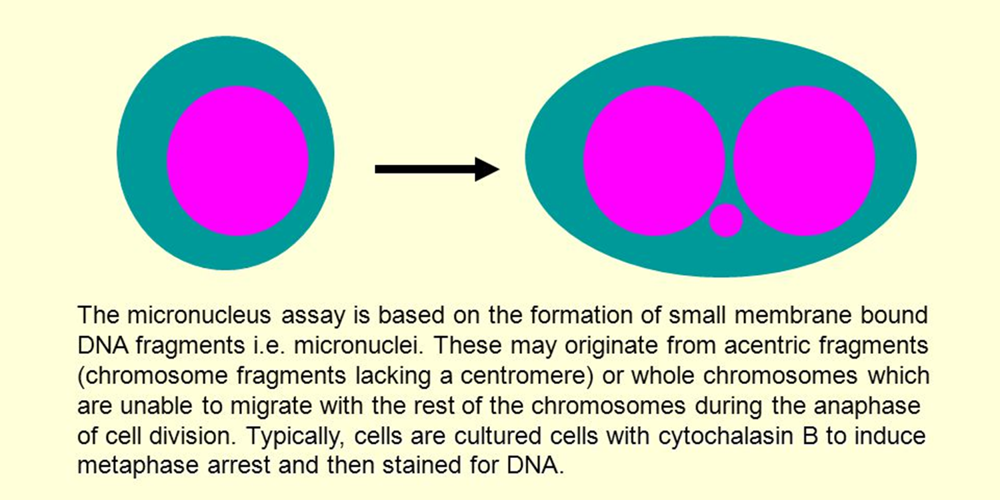 The micronucleus assay is based on the formation of small membrane bound
DNA fragments i.e. micronuclei. These may originate from acentric fragments
(chromosome fragments lacking a centromere) or whole chromosomes which
are unable to migrate with the rest of the chromosomes during the anaphase
of cell division. Typically, cells are cultured cells with cytochalasin B to induce
metaphase arrest and then stained for DNA.